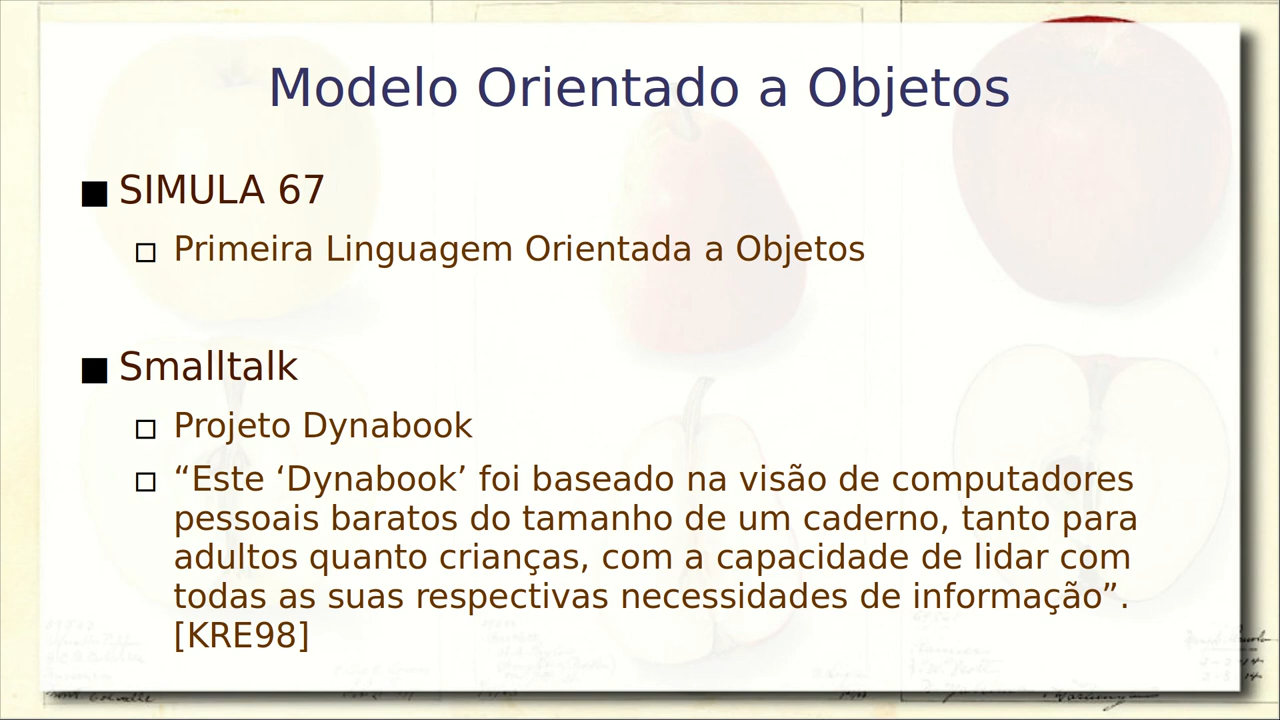 Modelo Orientado a Objetos
SIMULA 67
Primeira Linguagem Orientada a Objetos
Smalltalk
Projeto Dynabook
“Este ‘Dynabook’ foi baseado na visão de computadores
pessoais baratos do tamanho de um caderno, tanto para
adultos quanto crianças, com a capacidade de lidar com
todas as suas respectivas necessidades de informação”.
[KRE98]